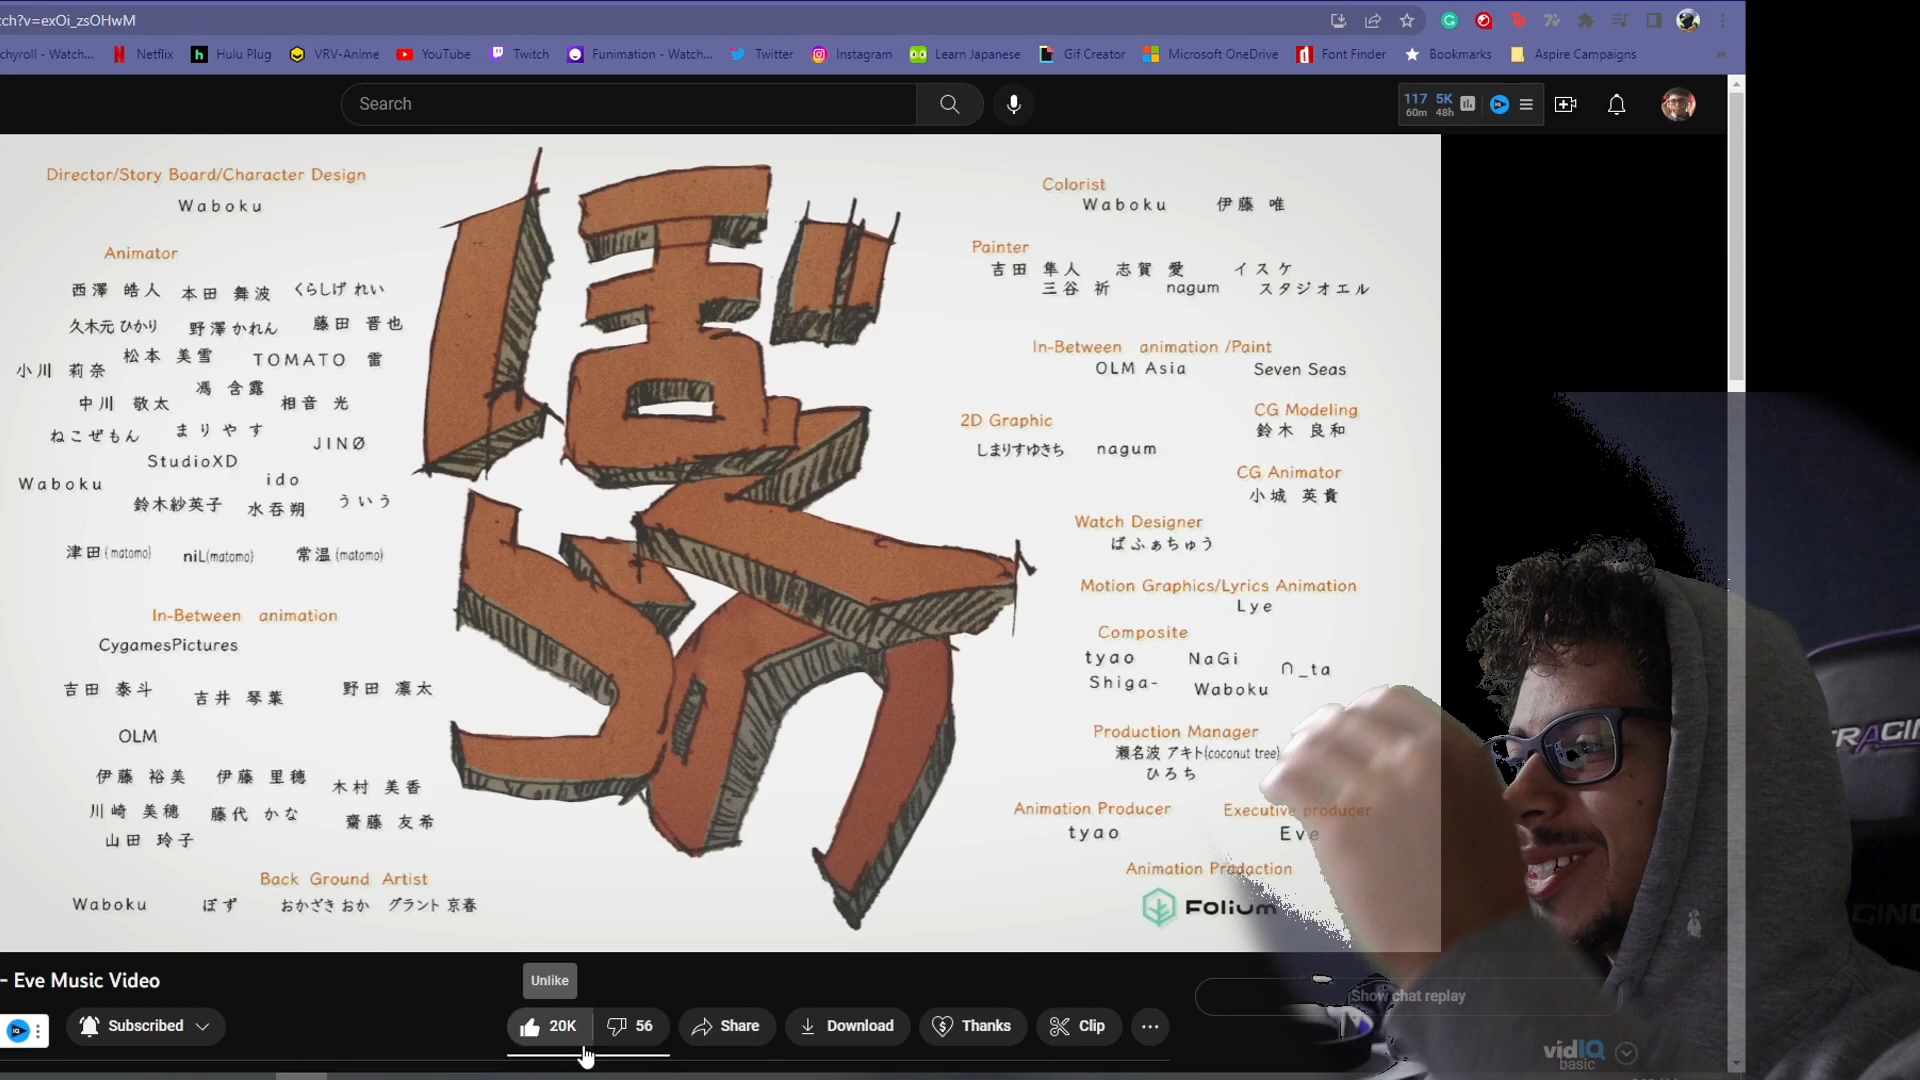 tch?v=exOi_zsOHwM
chyroll - Watch... Netflix Hulu Plug VRV-Anime YouTube Twitch Funimation - Watch... Twitter Instagram Learn Japanese Gif Creator Microsoft OneDrive Font Finder Bookmarks Aspire Campaigns »
Search
117 5K
60m 48h
Director/Story Board/Character Design
Waboku
Animator
西澤 皓人 本田 舞波 くらしげ れい
久木元 ひかり 野澤 かれん 藤田 晋也
松本 美雪 TOMATO 雷
小川 莉奈 馮 含露
中川 敬太 相音 光
ねこぜもん まりやす JINØ
StudioXD
Waboku ido
鈴木紗英子 水呑朔 ういう
津田(matomo) niL(matomo) 常温(matomo)
In-Between animation
CygamesPictures
吉田 泰斗 吉井 琴葉 野田 凛太
OLM
伊藤 裕美 伊藤 里穂 木村 美香
川崎 美穂 藤代 かな 齋藤 友希
山田 玲子
Back Ground Artist
Waboku ぽず おかざき おか グラント 京春
ぼくらの
Colorist
Waboku 伊藤 唯
Painter
吉田 隼人 志賀 愛 イスケ
三谷 祈 nagum スタジオエル
In-Between animation /Paint
OLM Asia Seven Seas
2D Graphic
しまりすゆきち nagum
CG Modeling
鈴木 良和
CG Animator
小城 英貴
Watch Designer
ぱふぁちゅう
Motion Graphics/Lyrics Animation
Lye
Composite
tyao NaGi ∩_ta
Shiga- Waboku
Production Manager
瀬名波 アキト(coconut tree)
ひろち
Animation Producer
tyao
Executive producer
Eve
Animation Prodaction
Folium
- Eve Music Video
Unlike
Subscribed 20K 56 Share Download Thanks Clip
Show chat replay
vidIQ
basic